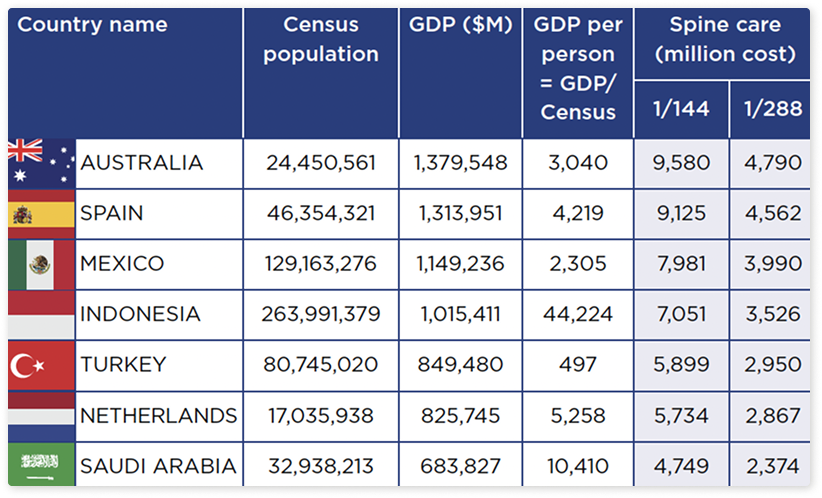 Country name Census population GDP ($M) GDP per person = GDP/ Census Spine care (million cost)
1/144 1/288
AUSTRALIA 24,450,561 1,379,548 3,040 9,580 4,790
SPAIN 46,354,321 1,313,951 4,219 9,125 4,562
MEXICO 129,163,276 1,149,236 2,305 7,981 3,990
INDONESIA 263,991,379 1,015,411 44,224 7,051 3,526
TURKEY 80,745,020 849,480 497 5,899 2,950
NETHERLANDS 17,035,938 825,745 5,258 5,734 2,867
SAUDI ARABIA 32,938,213 683,827 10,410 4,749 2,374